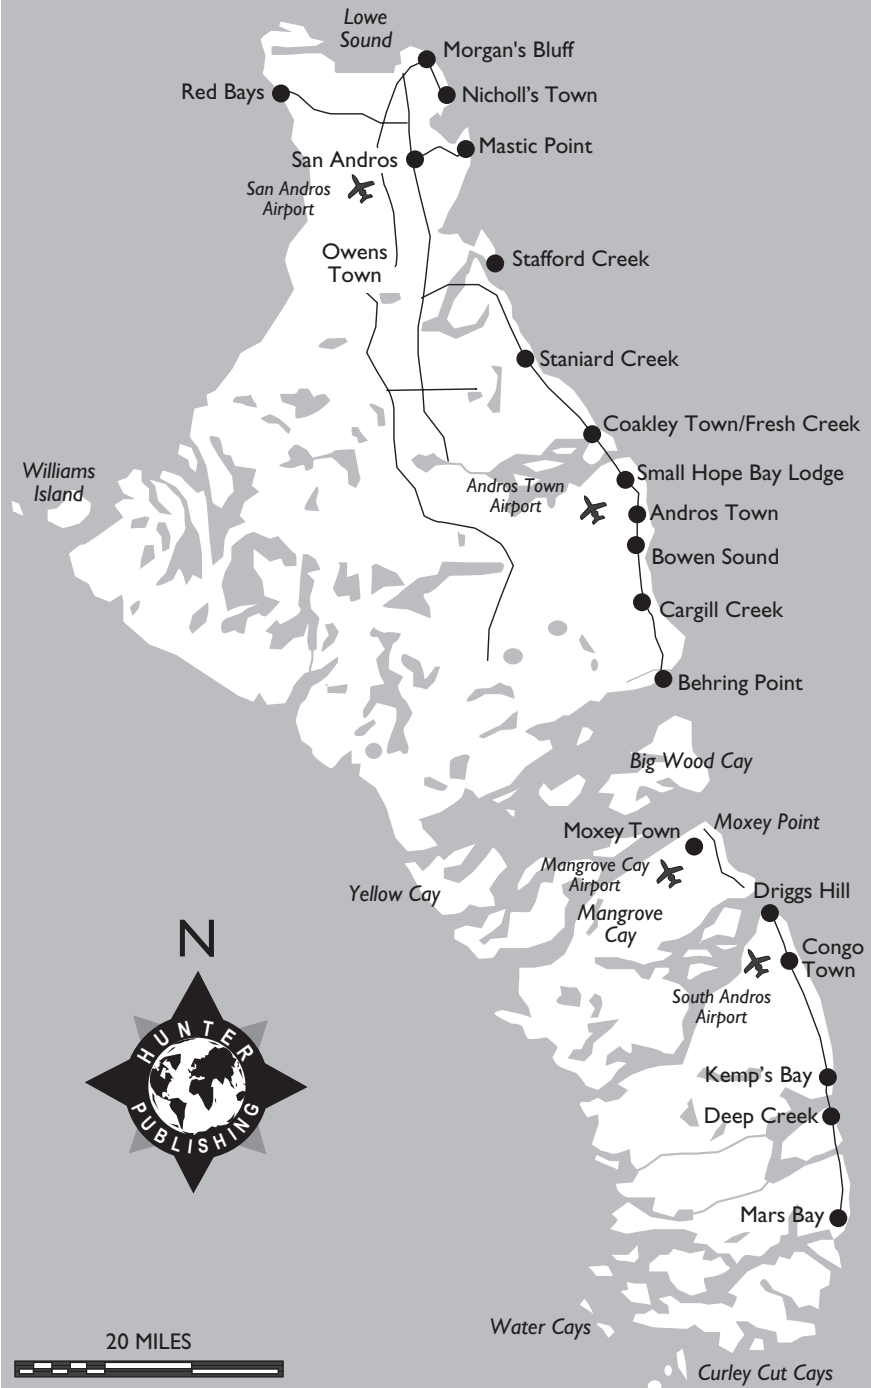 Lowe
Sound
Morgan's Bluff
Red Bays
Nicholl's Town
Mastic Point
San Andros
San Andros
Airport
Owens
Town
Stafford Creek
Staniard Creek
Coakley Town/Fresh Creek
Williams
Island
Small Hope Bay Lodge
Andros Town
Airport
Andros Town
Bowen Sound
Cargill Creek
Behring Point
Big Wood Cay
Moxey Point
Moxey Town
Mangrove Cay
Airport
Yellow Cay
Driggs Hill
Mangrove
Cay
N
Congo
Town
South Andros
Airport
HUNTER
PUBLISHING
Kemp's Bay
Deep Creek
Mars Bay
Water Cays
20 MILES
Curley Cut Cays